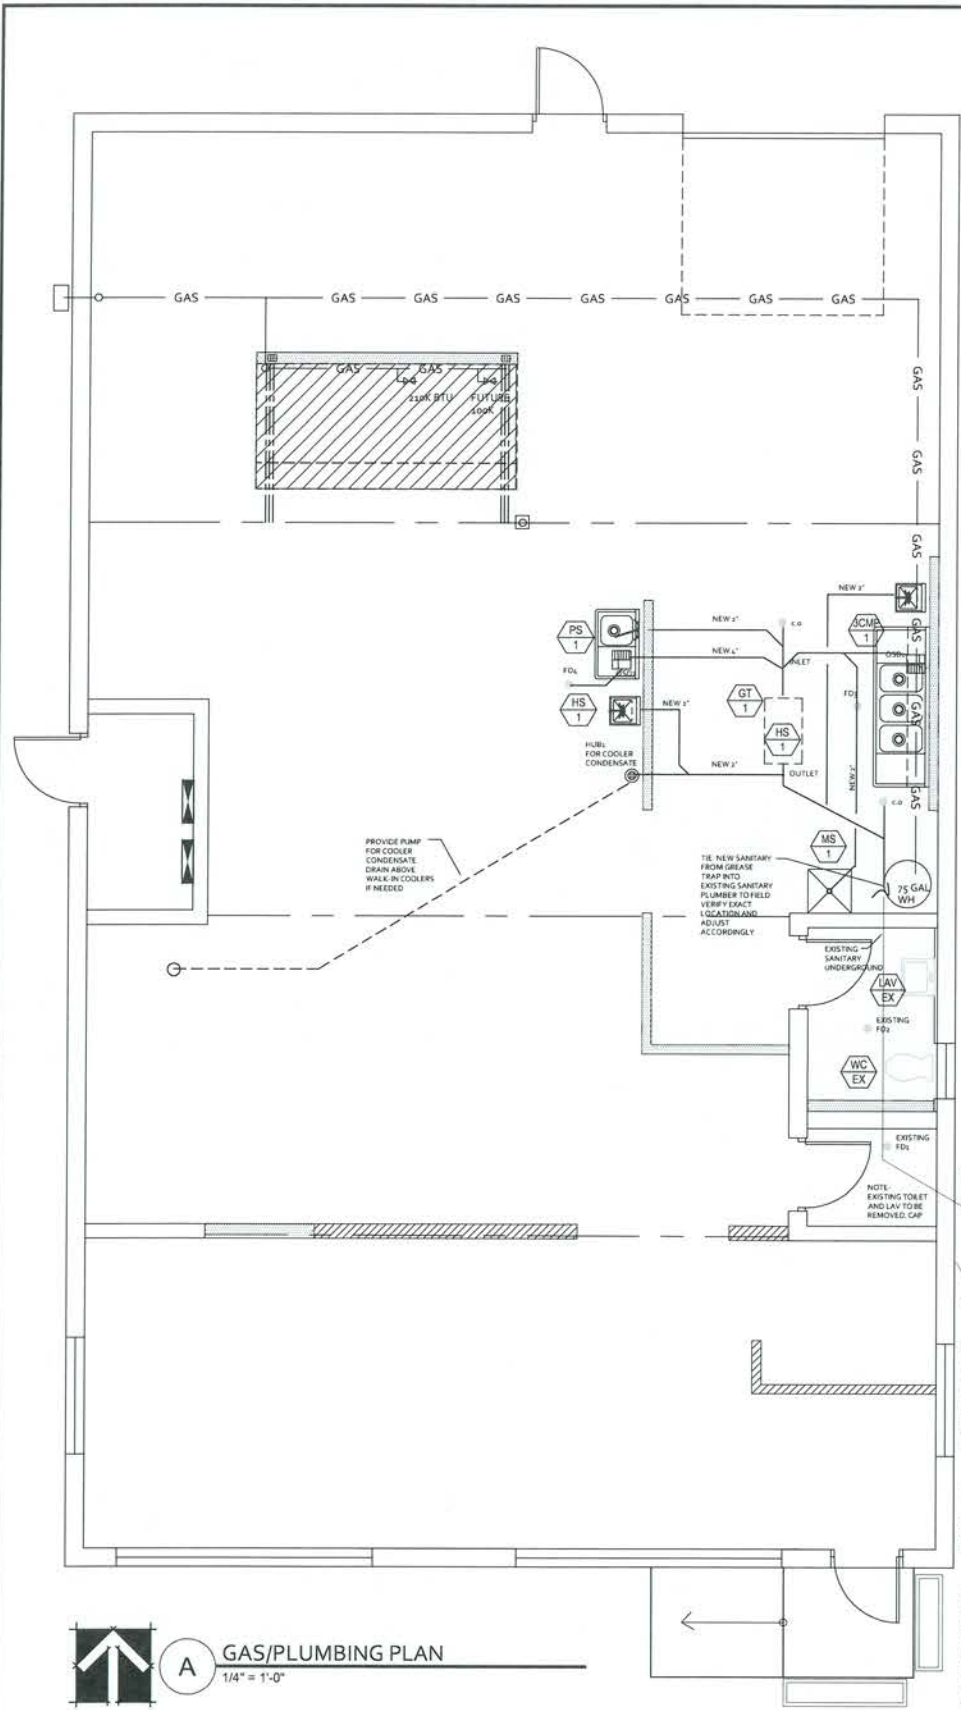 GAS GAS GAS GAS GAS GAS GAS GAS
GAS GAS
210K BTU
FUTURE
100K
GAS
GAS
GAS
GAS
GAS
GAS
NEW 2"
PS
1
NEW 2"
C.O
3CMP
1
NEW 4"
INLET
FD4
FD3
HS
1
NEW 2"
GT
1
HS
1
HUB1
FOR COOLER
CONDENSATE
NEW 2"
OUTLET
NEW 2"
C.O
PROVIDE PUMP
FOR COOLER
CONDENSATE
DRAIN ABOVE
WALK-IN COOLERS
IF NEEDED
MS
1
TIE NEW SANITARY
FROM GREASE
TRAP INTO
EXISTING SANITARY
PLUMBER TO FIELD
VERIFY EXACT
LOCATION AND
ADJUST
ACCORDINGLY
75 GAL
WH
EXISTING
SANITARY
UNDERGROUND
LAV
EX
EXISTING
FD2
WC
EX
EXISTING
FD1
NOTE-
EXISTING TOILET
AND LAV TO BE
REMOVED. CAP
A
GAS/PLUMBING PLAN
1/4" = 1'-0"